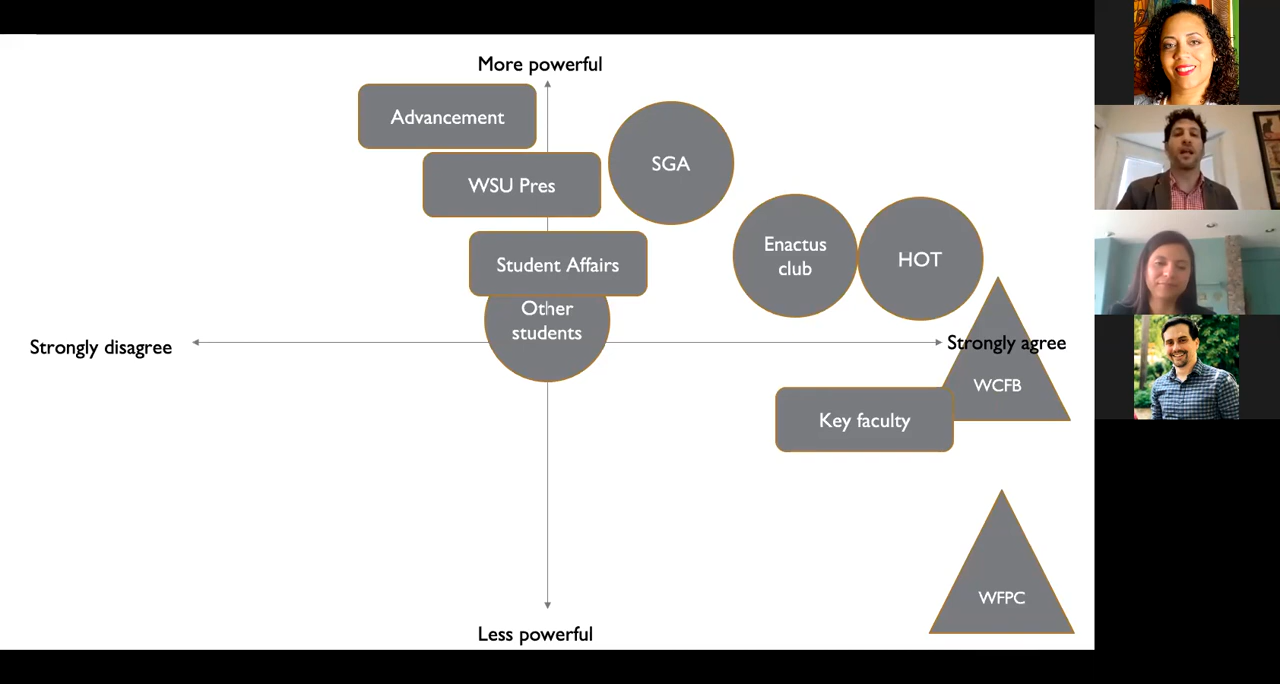 More powerful
Advancement
SGA
WSU Pres
Enactus
club
HOT
Student Affairs
Other
students
Strongly disagree
Strongly agree
WCFB
Key faculty
WFPC
Less powerful